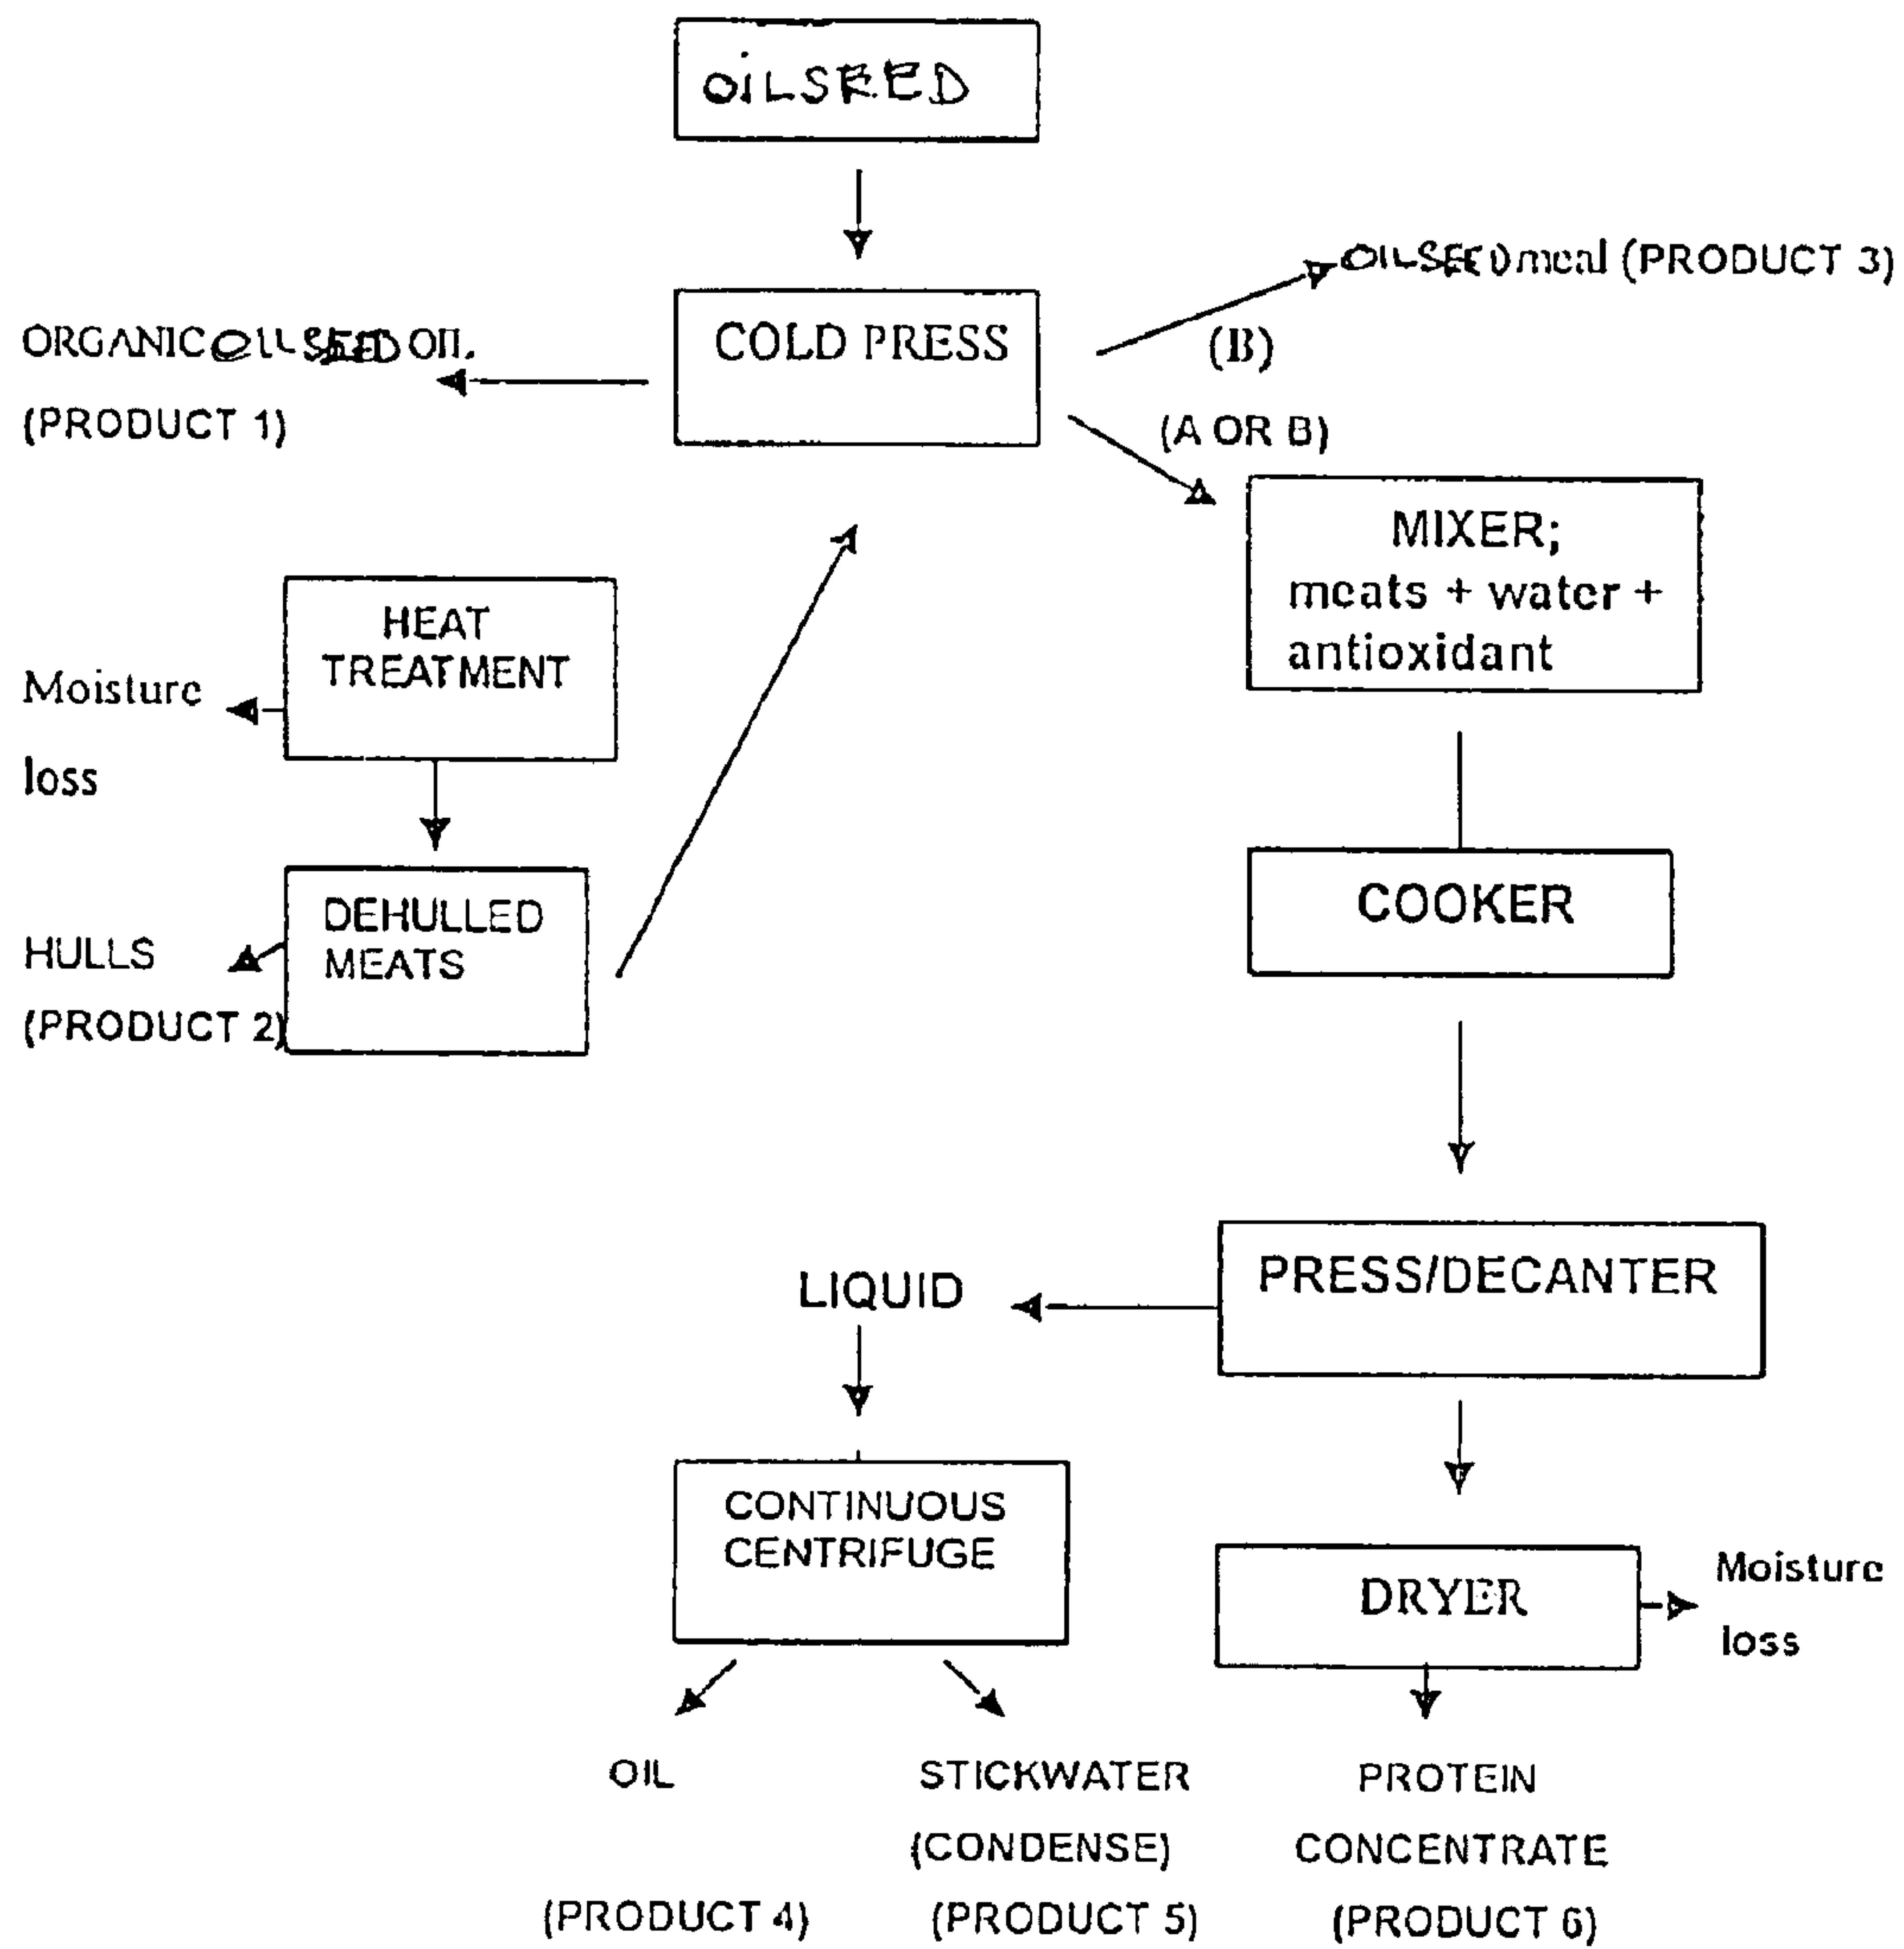 OiLSEED
OILSEED meal (PRODUCT 3)
ORGANIC OILSEED OIL
(PRODUCT 1)
COLD PRESS
(B)
(A OR B)
MIXER;
meats + water +
antioxidant
HEAT
TREATMENT
Moisture
loss
DEHULLED
MEATS
HULLS
(PRODUCT 2)
COOKER
PRESS/DECANTER
LIQUID
CONTINUOUS
CENTRIFUGE
DRYER
Moisture
loss
OIL
(PRODUCT 4)
STICKWATER
(CONDENSE)
(PRODUCT 5)
PROTEIN
CONCENTRATE
(PRODUCT 6)